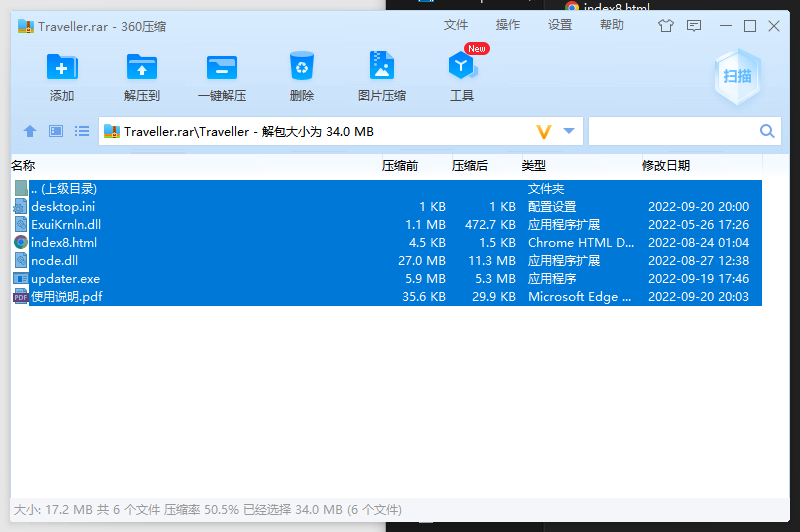 index8.html
Traveller.rar - 360压缩 文件 操作 设置 帮助
New
添加 解压到 一键解压 删除 图片压缩 工具 扫描
Traveller.rar\Traveller - 解包大小为 34.0 MB
名称 压缩前 压缩后 类型 修改日期
.. (上级目录) 文件夹
desktop.ini 1 KB 1 KB 配置设置 2022-09-20 20:00
ExuiKrnln.dll 1.1 MB 472.7 KB 应用程序扩展 2022-05-26 17:26
index8.html 4.5 KB 1.5 KB Chrome HTML D... 2022-08-24 01:04
node.dll 27.0 MB 11.3 MB 应用程序扩展 2022-08-27 12:38
updater.exe 5.9 MB 5.3 MB 应用程序 2022-09-19 17:46
PDF 使用说明.pdf 35.6 KB 29.9 KB Microsoft Edge ... 2022-09-20 20:03
大小: 17.2 MB 共 6 个文件 压缩率 50.5% 已经选择 34.0 MB (6 个文件)